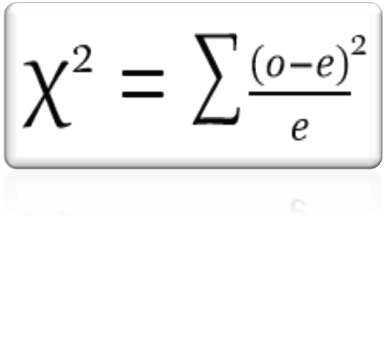 χ² = ∑ (o−e)² / e